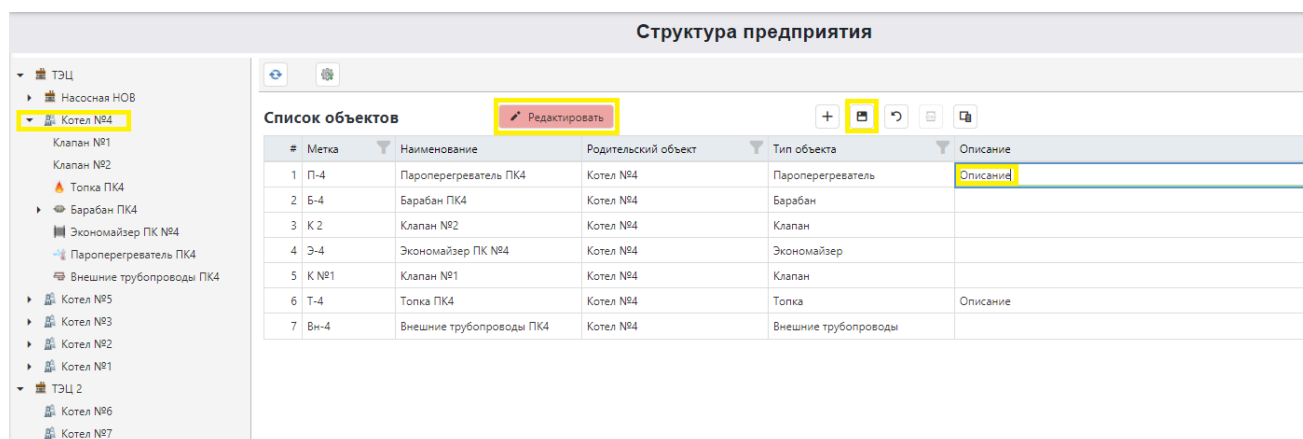 Структура предприятия
ТЭЦ
Насосная НОВ
Котел №4
Клапан №1
Клапан №2
Топка ПК4
Барабан ПК4
Экономайзер ПК №4
Пароперегреватель ПК4
Внешние трубопроводы ПК4
Котел №5
Котел №3
Котел №2
Котел №1
ТЭЦ 2
Котел №6
Котел №7
Список объектов Редактировать
# Метка Наименование Родительский объект Тип объекта Описание
1 П-4 Пароперегреватель ПК4 Котел №4 Пароперегреватель Описание
2 Б-4 Барабан ПК4 Котел №4 Барабан
3 К 2 Клапан №2 Котел №4 Клапан
4 Э-4 Экономайзер ПК №4 Котел №4 Экономайзер
5 К №1 Клапан №1 Котел №4 Клапан
6 Т-4 Топка ПК4 Котел №4 Топка Описание
7 Вн-4 Внешние трубопроводы ПК4 Котел №4 Внешние трубопроводы